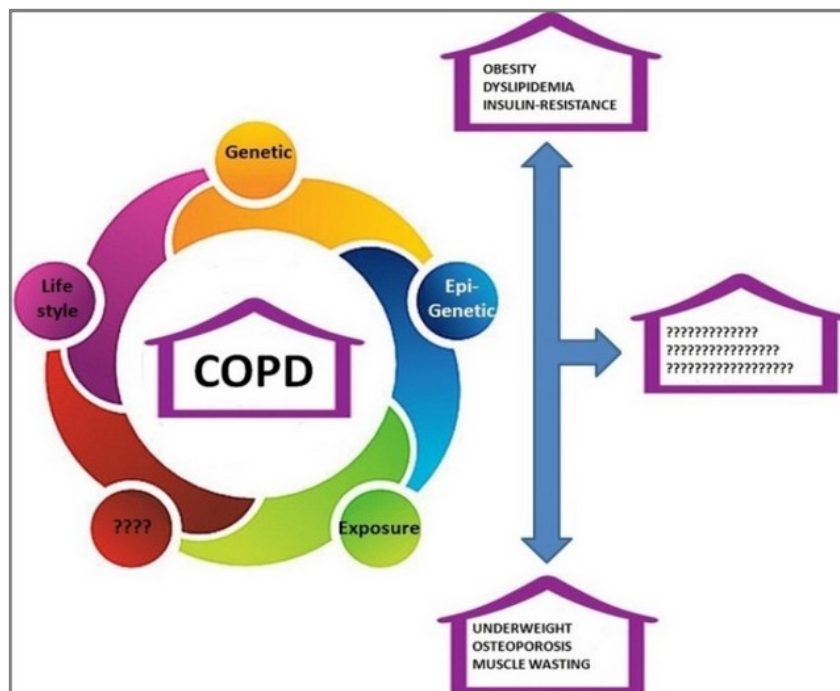 OBESITY
DYSLIPIDEMIA
INSULIN-RESISTANCE
Genetic
Life
style
Epi-
Genetic
COPD
?????????????
????????????????
??????????????????
????
Exposure
UNDERWEIGHT
OSTEOPOROSIS
MUSCLE WASTING